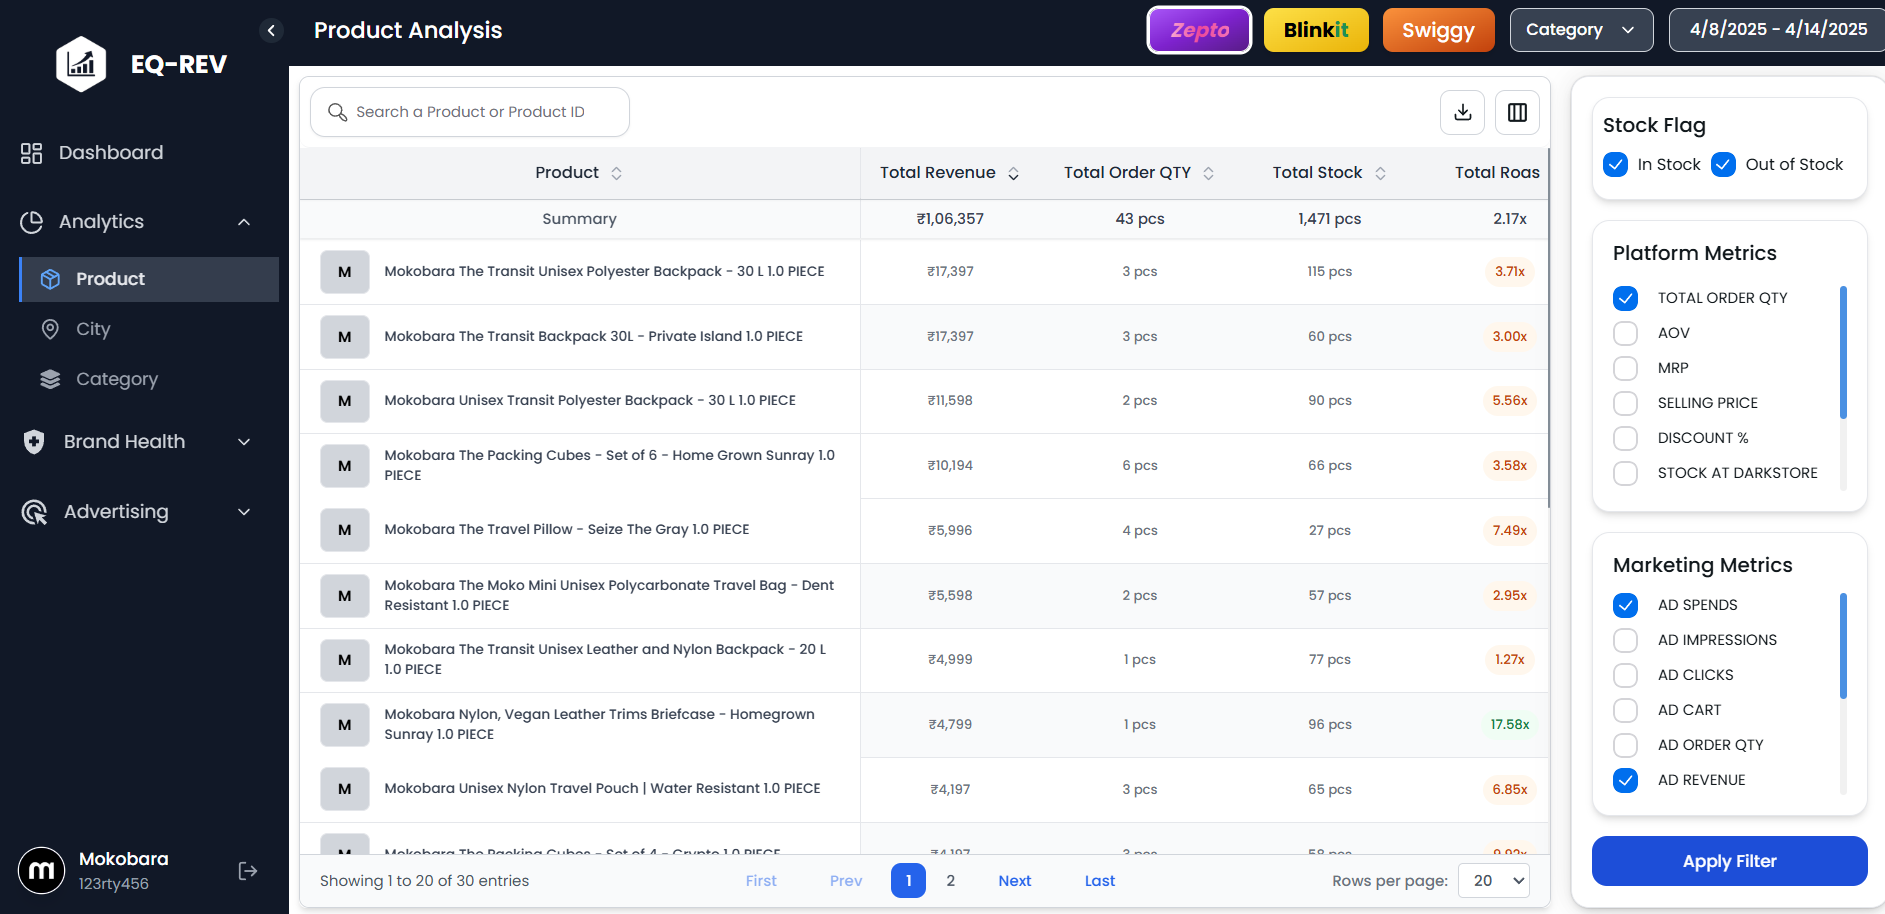 EQ-REV
Dashboard
Analytics
Product
City
Category
Brand Health
Advertising
Mokobara
123rty456
Product Analysis
Zepto
Blinkit
Swiggy
Category
4/8/2025 - 4/14/2025
Search a Product or Product ID
Product Total Revenue Total Order QTY Total Stock Total Roas
Summary ₹1,06,357 43 pcs 1,471 pcs 2.17x
M Mokobara The Transit Unisex Polyester Backpack - 30 L 1.0 PIECE ₹17,397 3 pcs 115 pcs 3.71x
M Mokobara The Transit Backpack 30L - Private Island 1.0 PIECE ₹17,397 3 pcs 60 pcs 3.00x
M Mokobara Unisex Transit Polyester Backpack - 30 L 1.0 PIECE ₹11,598 2 pcs 90 pcs 5.56x
M Mokobara The Packing Cubes - Set of 6 - Home Grown Sunray 1.0
PIECE ₹10,194 6 pcs 66 pcs 3.58x
M Mokobara The Travel Pillow - Seize The Gray 1.0 PIECE ₹5,996 4 pcs 27 pcs 7.49x
M Mokobara The Moko Mini Unisex Polycarbonate Travel Bag - Dent
Resistant 1.0 PIECE ₹5,598 2 pcs 57 pcs 2.95x
M Mokobara The Transit Unisex Leather and Nylon Backpack - 20 L
1.0 PIECE ₹4,999 1 pcs 77 pcs 1.27x
M Mokobara Nylon, Vegan Leather Trims Briefcase - Homegrown
Sunray 1.0 PIECE ₹4,799 1 pcs 96 pcs 17.58x
M Mokobara Unisex Nylon Travel Pouch | Water Resistant 1.0 PIECE ₹4,197 3 pcs 65 pcs 6.85x
M Mokobara The Packing Cubes - Set of 4 - Crypto 1.0 PIECE ₹4,197 3 pcs 58 pcs 9.92x
Showing 1 to 20 of 30 entries First Prev 1 2 Next Last Rows per page: 20
Stock Flag
In Stock Out of Stock
Platform Metrics
TOTAL ORDER QTY
AOV
MRP
SELLING PRICE
DISCOUNT %
STOCK AT DARKSTORE
Marketing Metrics
AD SPENDS
AD IMPRESSIONS
AD CLICKS
AD CART
AD ORDER QTY
AD REVENUE
Apply Filter